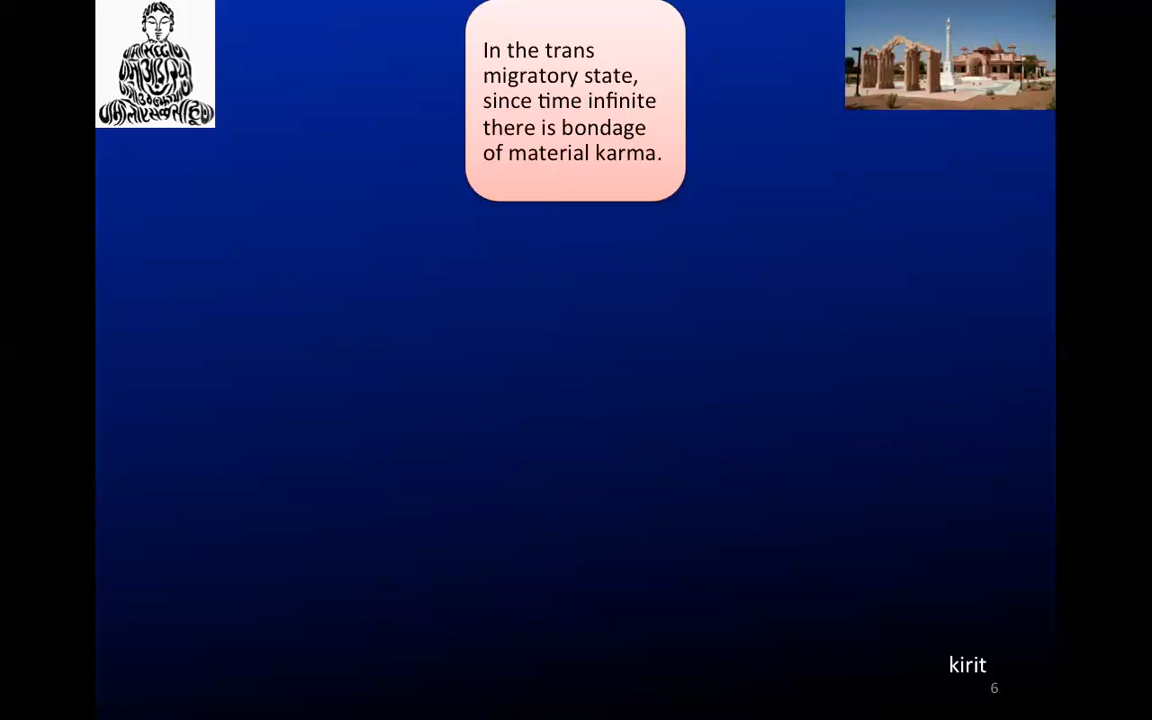 In the trans
migratory state,
since time infinite
there is bondage
of material karma.
kirit
6